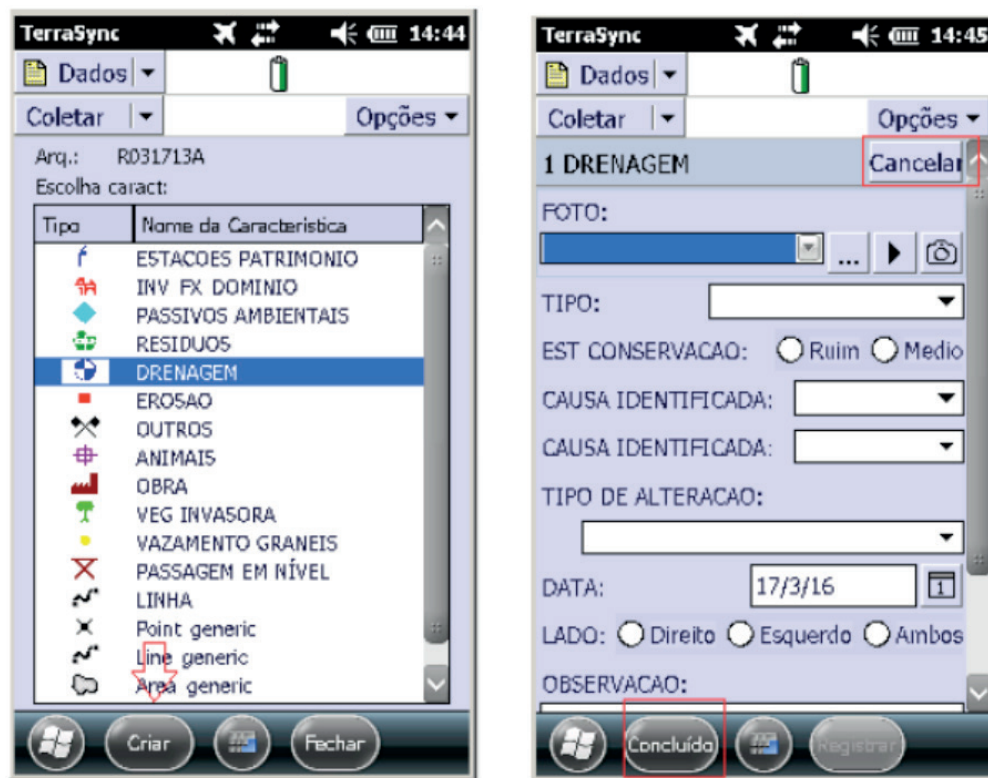 TerraSync 14:44
Dados
Coletar Opções
Arq.: R031713A
Escolha caract:
Tipo Nome da Caracteristica
ESTACOES PATRIMONIO
INV FX DOMINIO
PASSIVOS AMBIENTAIS
RESIDUOS
DRENAGEM
EROSAO
OUTROS
ANIMAIS
OBRA
VEG INVASORA
VAZAMENTO GRANEIS
PASSAGEM EM NÍVEL
LINHA
Point generic
Line generic
Area generic
Criar Fechar
TerraSync 14:45
Dados
Coletar Opções
1 DRENAGEM Cancelar
FOTO:
...
TIPO:
EST CONSERVACAO: Ruim Medio
CAUSA IDENTIFICADA:
CAUSA IDENTIFICADA:
TIPO DE ALTERACAO:
DATA: 17/3/16 1
LADO: Direito Esquerdo Ambos
OBSERVACAO:
Concluído Registrar